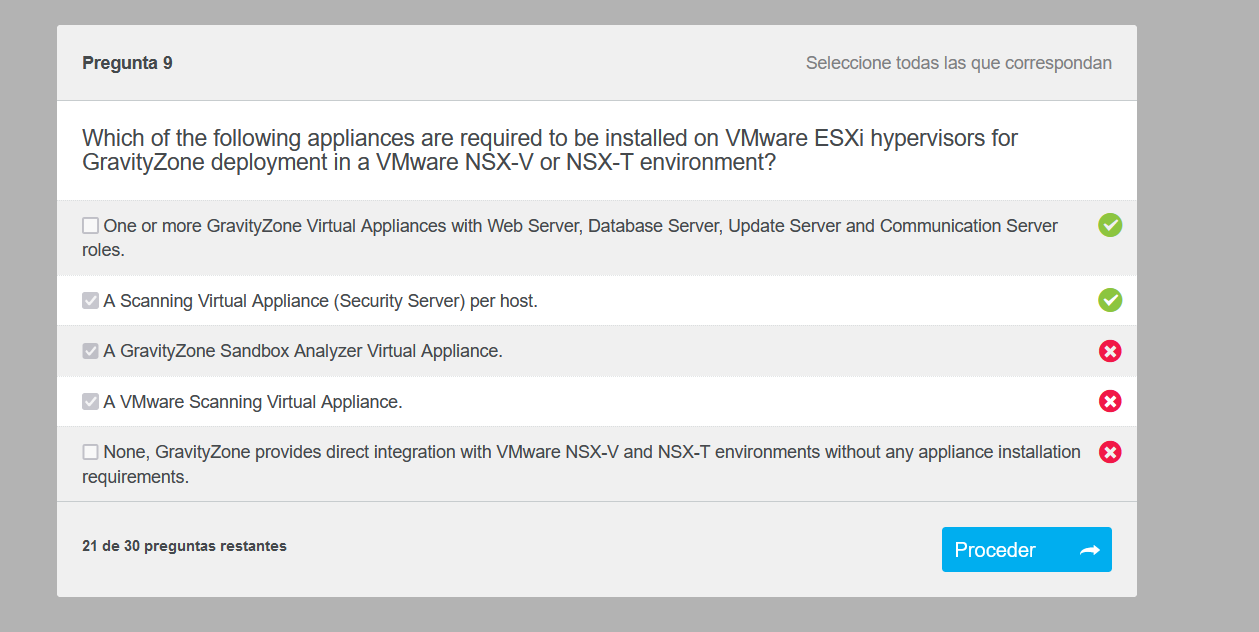 Pregunta 9
Seleccione todas las que correspondan
Which of the following appliances are required to be installed on VMware ESXi hypervisors for
GravityZone deployment in a VMware NSX-V or NSX-T environment?
One or more GravityZone Virtual Appliances with Web Server, Database Server, Update Server and Communication Server
roles.
A Scanning Virtual Appliance (Security Server) per host.
A GravityZone Sandbox Analyzer Virtual Appliance.
A VMware Scanning Virtual Appliance.
None, GravityZone provides direct integration with VMware NSX-V and NSX-T environments without any appliance installation
requirements.
21 de 30 preguntas restantes
Proceder